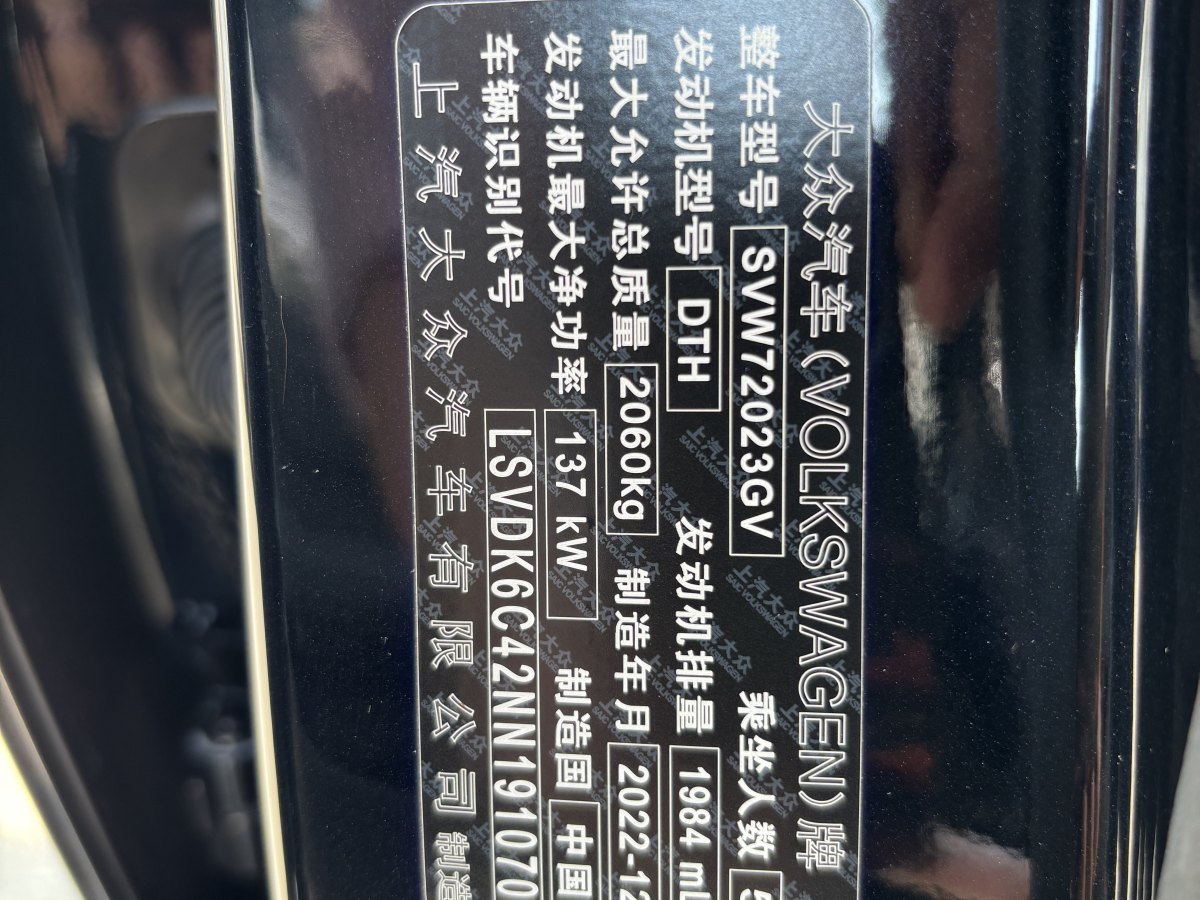 大众汽车(VOLKSWAGEN)牌
整车型号 SVW72023GV 乘坐人数 5
发动机型号 DTH 发动机排量 1984 mL
最大允许总质量 2060kg 制造年月 2022-12
发动机最大净功率 137 kW 制造国 中国
车辆识别代号 LSVDK6C42NN191070
上汽大众汽车有限公司制造